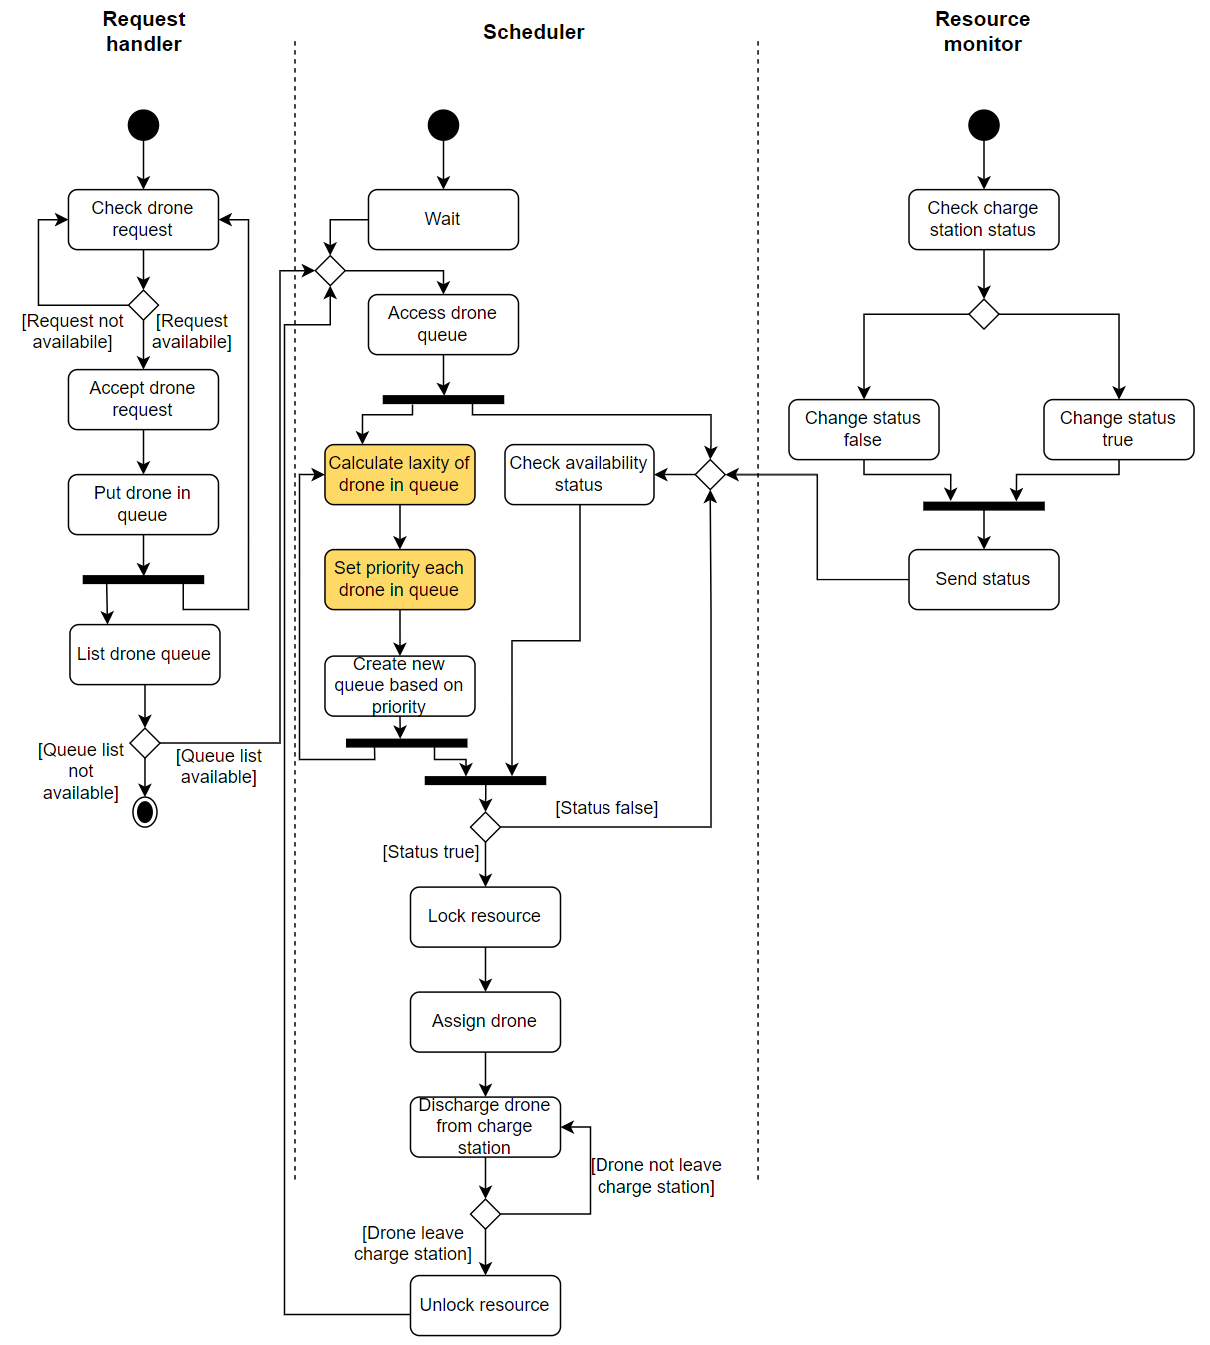 Request
handler
Scheduler
Resource
monitor
Check drone
request
[Request not
availabile]
[Request
availabile]
Accept drone
request
Put drone in
queue
List drone queue
[Queue list
not
available]
[Queue list
available]
Wait
Access drone
queue
Calculate laxity of
drone in queue
Check availability
status
Set priority each
drone in queue
Create new
queue based on
priority
[Status false]
[Status true]
Lock resource
Assign drone
Discharge drone
from charge
station
[Drone not leave
charge station]
[Drone leave
charge station]
Unlock resource
Check charge
station status
Change status
false
Change status
true
Send status